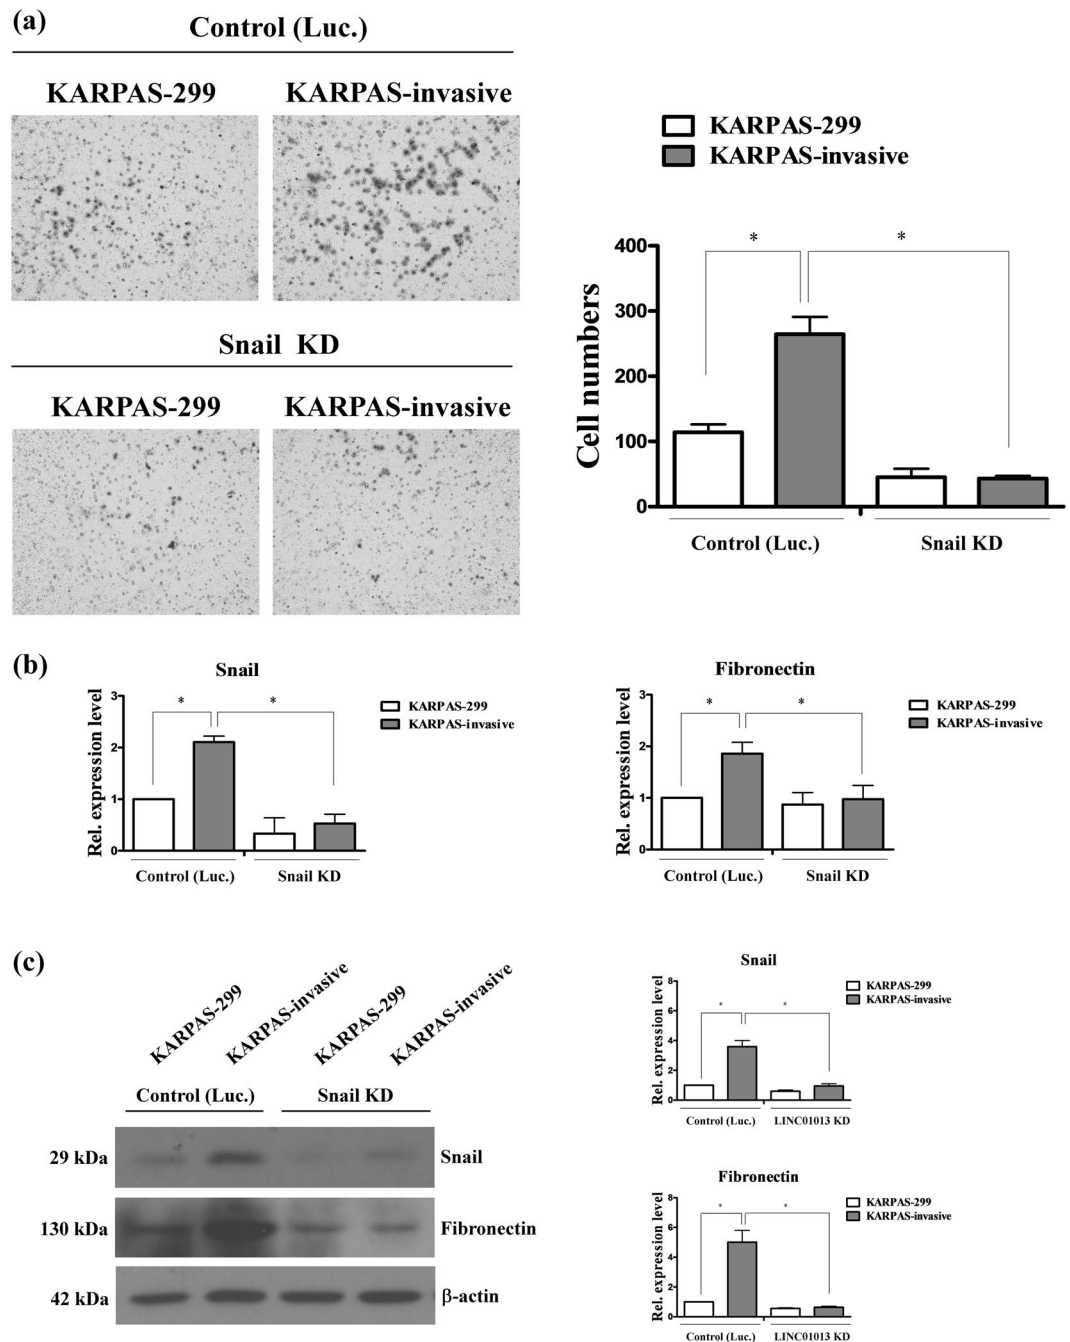 (a)
Control (Luc.)
KARPAS-299 KARPAS-invasive
Snail KD
KARPAS-299 KARPAS-invasive
KARPAS-299
KARPAS-invasive
Cell numbers
400
300
200
100
0
* *
Control (Luc.) Snail KD
(b)
Snail
Rel. expression level
3
2
1
0
* *
KARPAS-299
KARPAS-invasive
Control (Luc.) Snail KD
Fibronectin
Rel. expression level
3
2
1
0
* *
KARPAS-299
KARPAS-invasive
Control (Luc.) Snail KD
(c)
KARPAS-299 KARPAS-invasive KARPAS-299 KARPAS-invasive
Control (Luc.) Snail KD
29 kDa Snail
130 kDa Fibronectin
42 kDa β-actin
Snail
Rel. expression level
8
6
4
2
0
* *
KARPAS-299
KARPAS-invasive
Control (Luc.) LINC01013 KD
Fibronectin
Rel. expression level
8
6
4
2
0
* *
KARPAS-299
KARPAS-invasive
Control (Luc.) LINC01013 KD